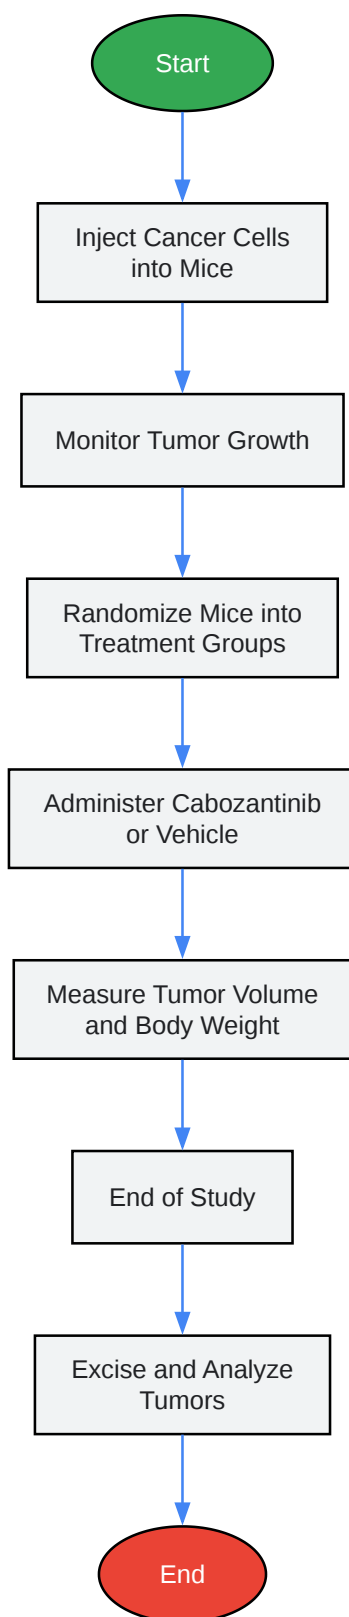 Start
Inject Cancer Cells
into Mice
Monitor Tumor Growth
Randomize Mice into
Treatment Groups
Administer Cabozantinib
or Vehicle
Measure Tumor Volume
and Body Weight
End of Study
Excise and Analyze
Tumors
End